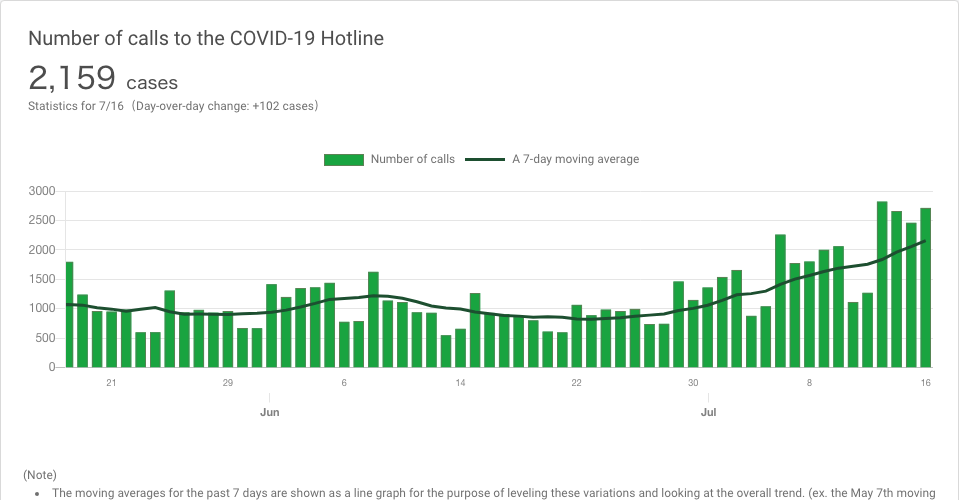 Number of calls to the COVID-19 Hotline
2,159 cases
Statistics for 7/16 (Day-over-day change: +102 cases)
Number of calls A 7-day moving average
3000
2500
2000
1500
1000
500
0
21 29 6 14 22 30 8 16
Jun Jul
(Note)
• The moving averages for the past 7 days are shown as a line graph for the purpose of leveling these variations and looking at the overall trend. (ex. the May 7th moving